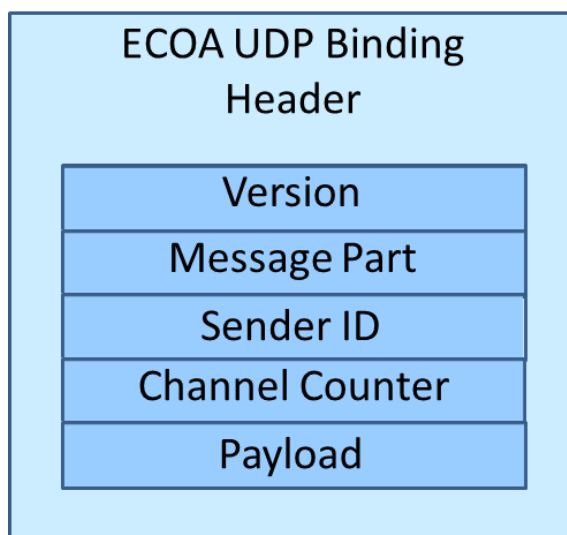 ECOA UDP Binding
Header
Version
Message Part
Sender ID
Channel Counter
Payload